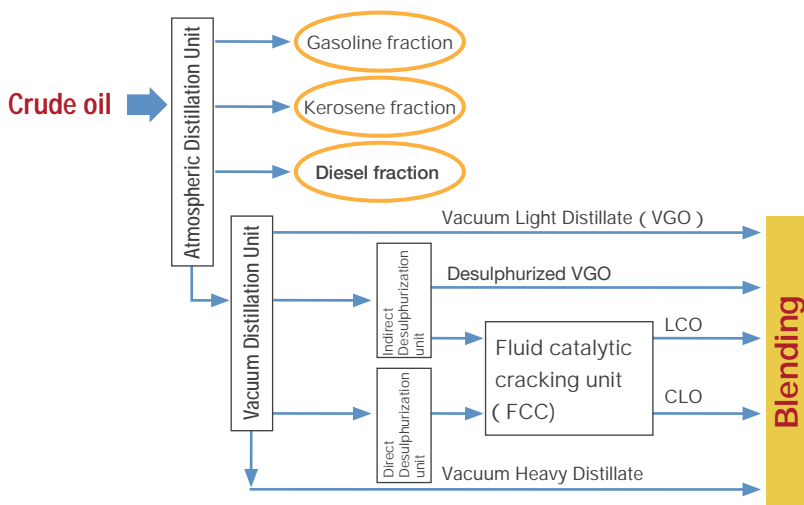 Crude oil
Atmospheric Distillation Unit
Gasoline fraction
Kerosene fraction
Diesel fraction
Vacuum Distillation Unit
Vacuum Light Distillate ( VGO )
Indirect
Desulphurization
unit
Desulphurized VGO
Direct
Desulphurization
unit
Fluid catalytic
cracking unit
( FCC)
LCO
CLO
Vacuum Heavy Distillate
Blending